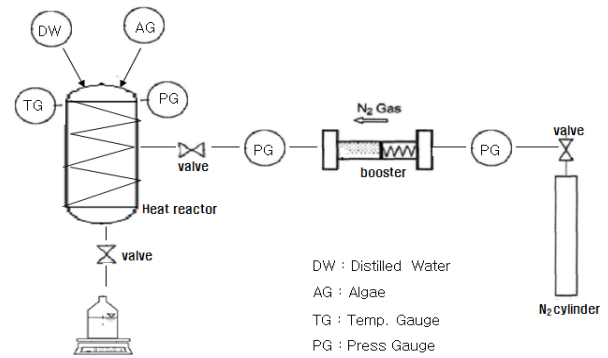 DW
AG
TG
PG
N₂ Gas
valve
PG
PG
valve
booster
Heat reactor
valve
DW : Distilled Water
AG : Algae
TG : Temp. Gauge
PG : Press Gauge
N₂ cylinder